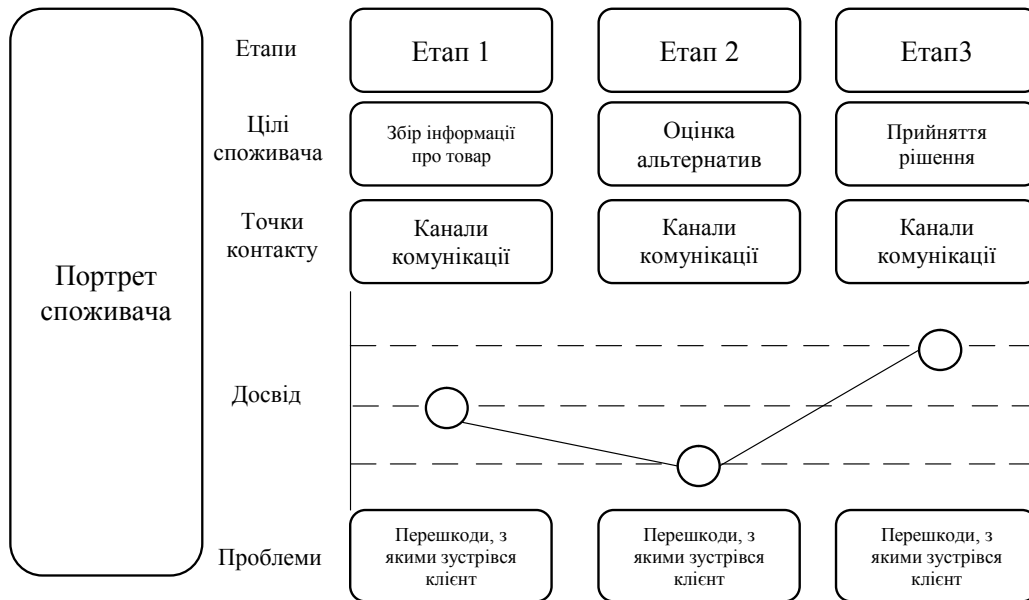 Портрет
споживача
Етапи
Етап 1
Етап 2
Етап3
Цілі
споживача
Збір інформації
про товар
Оцінка
альтернатив
Прийняття
рішення
Точки
контакту
Канали
комунікації
Канали
комунікації
Канали
комунікації
Досвід
Проблеми
Перешкоди, з
якими зустрівся
клієнт
Перешкоди, з
якими зустрівся
клієнт
Перешкоди, з
якими зустрівся
клієнт